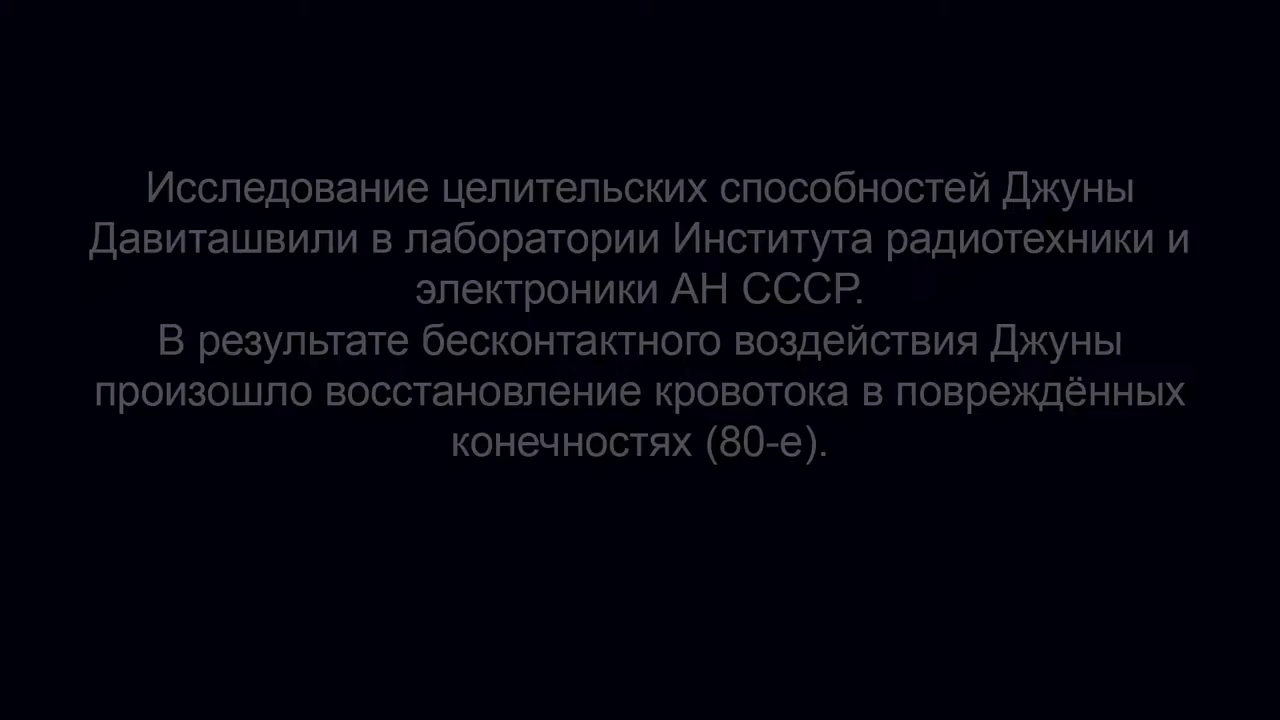 Исследование целительских способностей Джуны
Давиташвили в лаборатории Института радиотехники и
электроники АН СССР.
В результате бесконтактного воздействия Джуны
произошло восстановление кровотока в повреждённых
конечностях (80-е).